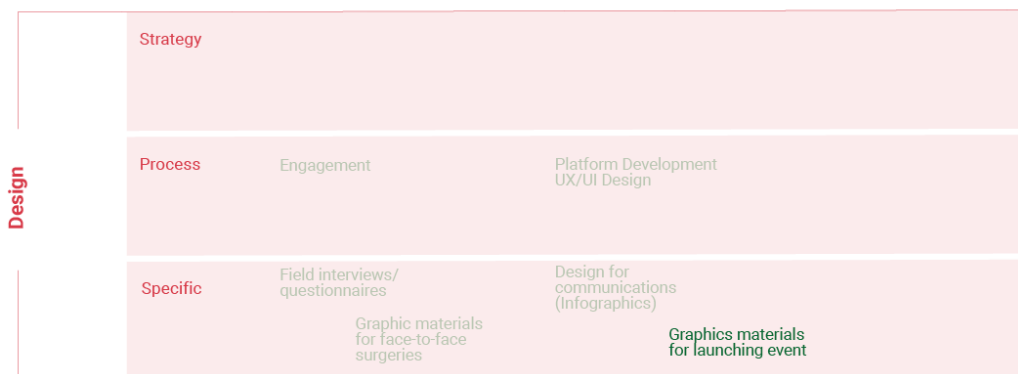 Strategy
Design
Process
Engagement
Platform Development
UX/UI Design
Specific
Field interviews/
questionnaires
Design for
communications
(Infographics)
Graphic materials
for face-to-face
surgeries
Graphics materials
for launching event